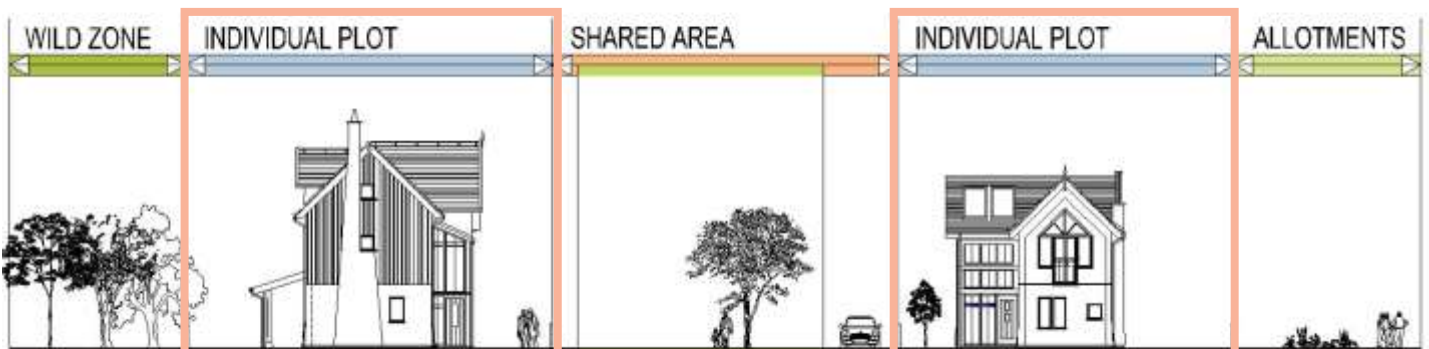 WILD ZONE
INDIVIDUAL PLOT
SHARED AREA
INDIVIDUAL PLOT
ALLOTMENTS